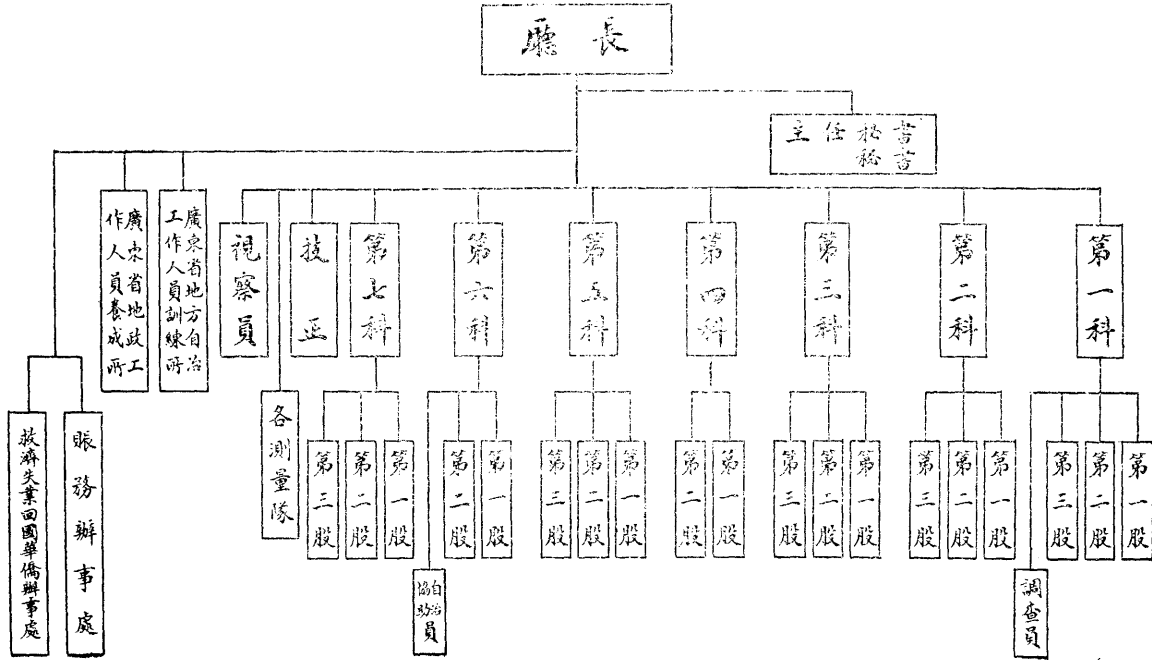 廳長
主任秘書
秘書
第一科
第二科
第三科
第四科
第五科
第六科
第七科
技正
視察員
廣東省地方自治
工作人員訓練所
廣東省地政工
作人員養成所
各測量隊
第一股
第二股
第三股
調查員
第一股
第二股
第三股
第一股
第二股
第三股
第一股
第二股
第一股
第二股
第三股
第一股
第二股
自治
協助
員
第一股
第二股
第三股
賑務辦事處
救濟失業回國華僑辦事處